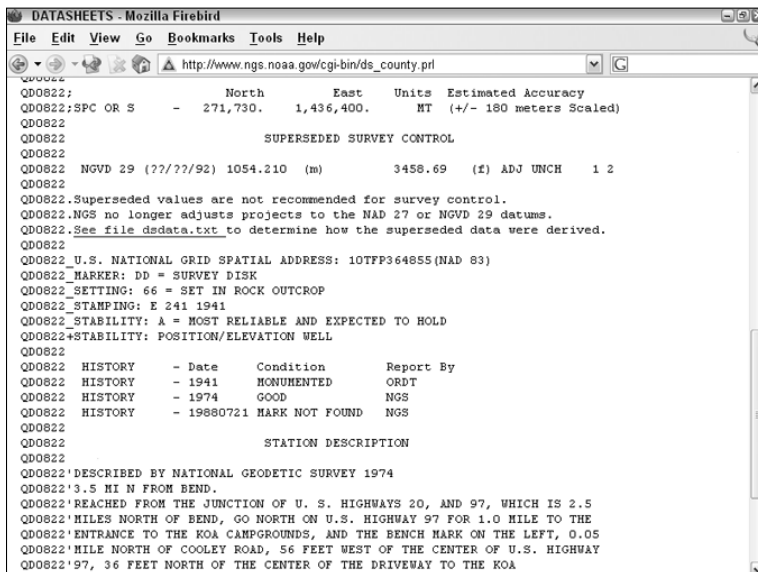 DATASHEETS - Mozilla Firebird
File Edit View Go Bookmarks Tools Help
http://www.ngs.noaa.gov/cgi-bin/ds_county.prl
QD0822
QD0822; North East Units Estimated Accuracy
QD0822;SPC OR S - 271,730. 1,436,400. MT (+/- 180 meters Scaled)
QD0822
QD0822 SUPERSEDED SURVEY CONTROL
QD0822
QD0822 NGVD 29 (??/??/92) 1054.210 (m) 3458.69 (f) ADJ UNCH 1 2
QD0822
QD0822.Superseded values are not recommended for survey control.
QD0822.NGS no longer adjusts projects to the NAD 27 or NGVD 29 datums.
QD0822.See file dsdata.txt to determine how the superseded data were derived.
QD0822
QD0822_U.S. NATIONAL GRID SPATIAL ADDRESS: 10TFP364855(NAD 83)
QD0822_MARKER: DD = SURVEY DISK
QD0822_SETTING: 66 = SET IN ROCK OUTCROP
QD0822_STAMPING: E 241 1941
QD0822_STABILITY: A = MOST RELIABLE AND EXPECTED TO HOLD
QD0822+STABILITY: POSITION/ELEVATION WELL
QD0822
QD0822 HISTORY - Date Condition Report By
QD0822 HISTORY - 1941 MONUMENTED ORDT
QD0822 HISTORY - 1974 GOOD NGS
QD0822 HISTORY - 19880721 MARK NOT FOUND NGS
QD0822
QD0822 STATION DESCRIPTION
QD0822
QD0822'DESCRIBED BY NATIONAL GEODETIC SURVEY 1974
QD0822'3.5 MI N FROM BEND.
QD0822'REACHED FROM THE JUNCTION OF U. S. HIGHWAYS 20, AND 97, WHICH IS 2.5
QD0822'MILES NORTH OF BEND, GO NORTH ON U.S. HIGHWAY 97 FOR 1.0 MILE TO THE
QD0822'ENTRANCE TO THE KOA CAMPGROUNDS, AND THE BENCH MARK ON THE LEFT, 0.05
QD0822'MILE NORTH OF COOLEY ROAD, 56 FEET WEST OF THE CENTER OF U.S. HIGHWAY
QD0822'97, 36 FEET NORTH OF THE CENTER OF THE DRIVEWAY TO THE KOA